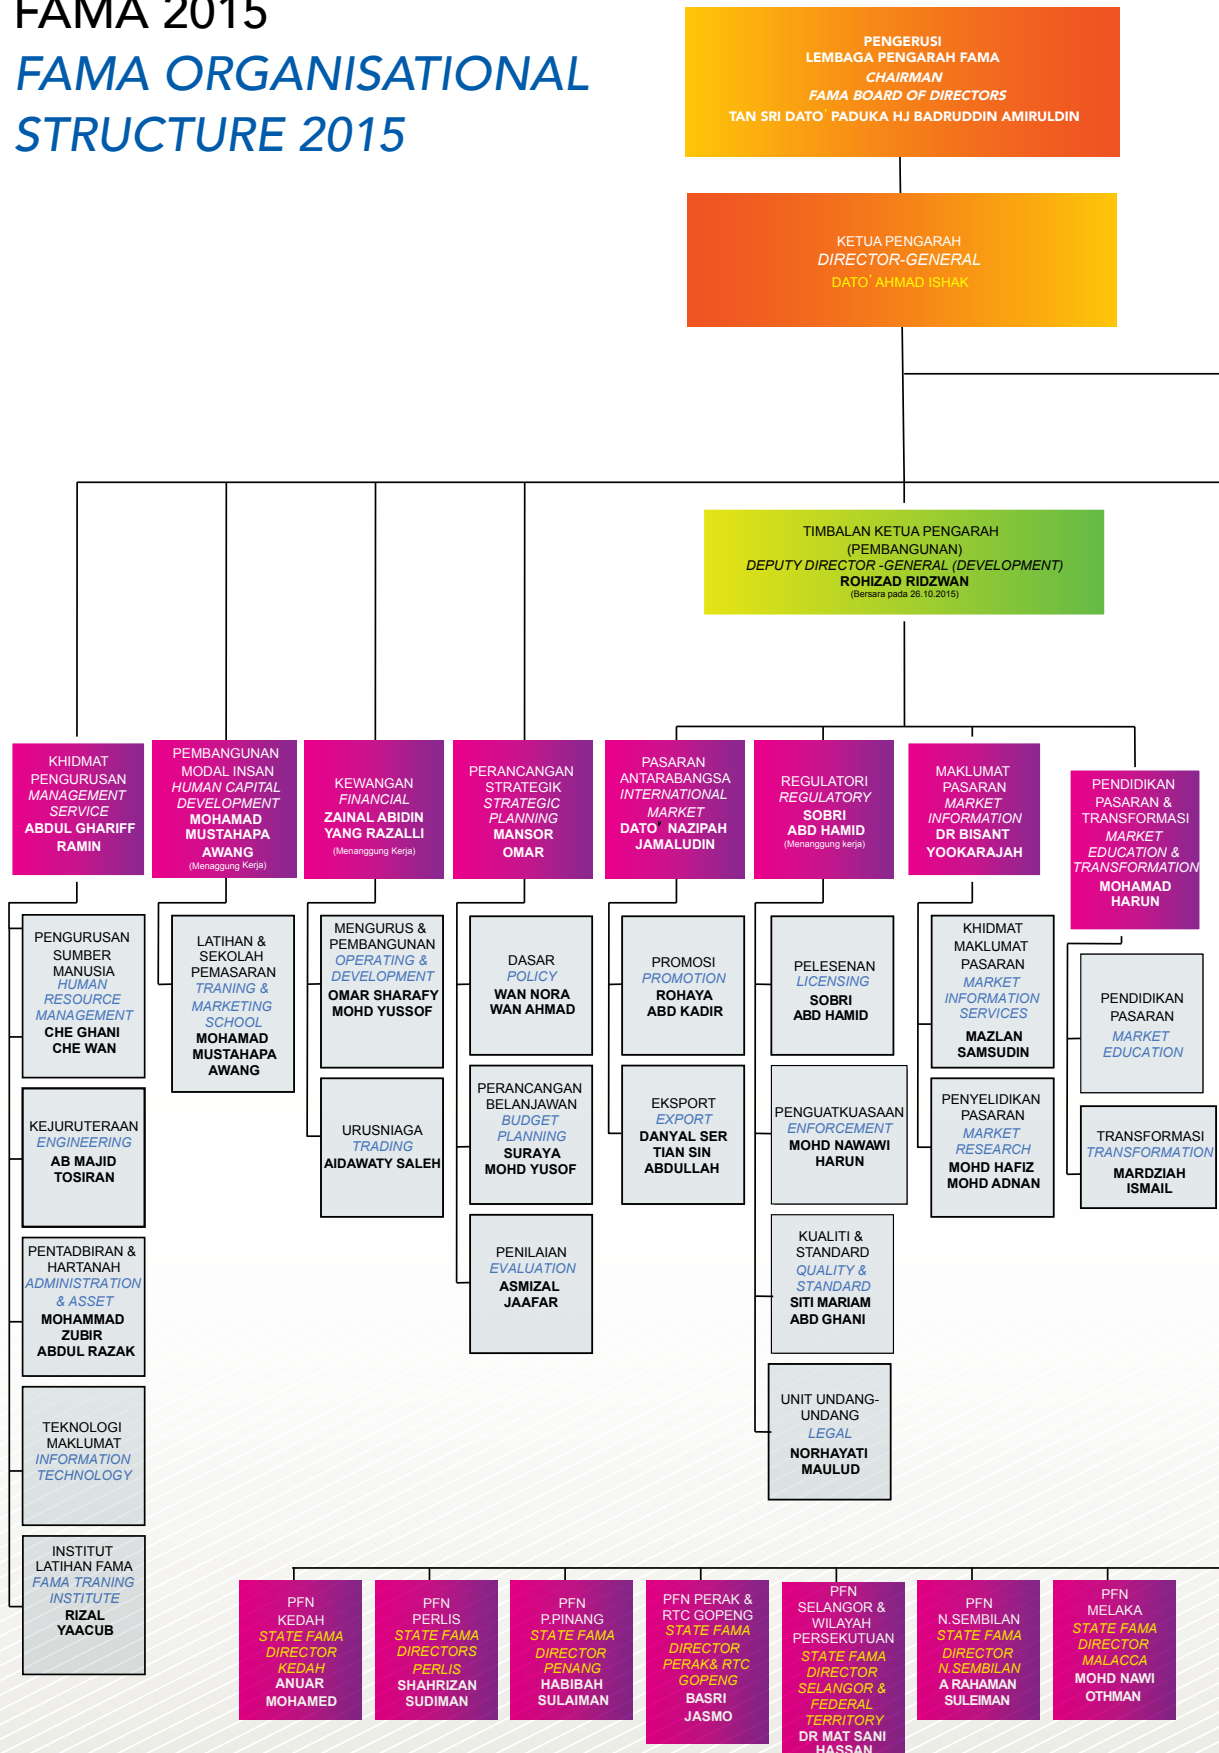 FAMA 2015
FAMA ORGANISATIONAL
STRUCTURE 2015
PENGERUSI
LEMBAGA PENGARAH FAMA
CHAIRMAN
FAMA BOARD OF DIRECTORS
TAN SRI DATO' PADUKA HJ BADRUDDIN AMIRULDIN
KETUA PENGARAH
DIRECTOR-GENERAL
DATO' AHMAD ISHAK
TIMBALAN KETUA PENGARAH
(PEMBANGUNAN)
DEPUTY DIRECTOR -GENERAL (DEVELOPMENT)
ROHIZAD RIDZWAN
(Bersara pada 26.10.2015)
KHIDMAT
PENGURUSAN
MANAGEMENT
SERVICE
ABDUL GHARIFF
RAMIN
PEMBANGUNAN
MODAL INSAN
HUMAN CAPITAL
DEVELOPMENT
MOHAMAD
MUSTAHAPA
AWANG
(Menaggung Kerja)
KEWANGAN
FINANCIAL
ZAINAL ABIDIN
YANG RAZALLI
(Menanggung Kerja)
PERANCANGAN
STRATEGIK
STRATEGIC
PLANNING
MANSOR
OMAR
PASARAN
ANTARABANGSA
INTERNATIONAL
MARKET
DATO' NAZIPAH
JAMALUDIN
REGULATORI
REGULATORY
SOBRI
ABD HAMID
(Menanggung kerja)
MAKLUMAT
PASARAN
MARKET
INFORMATION
DR BISANT
YOOKARAJAH
PENDIDIKAN
PASARAN &
TRANSFORMASI
MARKET
EDUCATION &
TRANSFORMATION
MOHAMAD
HARUN
PENGURUSAN
SUMBER
MANUSIA
HUMAN
RESOURCE
MANAGEMENT
CHE GHANI
CHE WAN
KEJURUTERAAN
ENGINEERING
AB MAJID
TOSIRAN
PENTADBIRAN &
HARTANAH
ADMINISTRATION
& ASSET
MOHAMMAD
ZUBIR
ABDUL RAZAK
TEKNOLOGI
MAKLUMAT
INFORMATION
TECHNOLOGY
INSTITUT
LATIHAN FAMA
FAMA TRANING
INSTITUTE
RIZAL
YAACUB
LATIHAN &
SEKOLAH
PEMASARAN
TRANING &
MARKETING
SCHOOL
MOHAMAD
MUSTAHAPA
AWANG
MENGURUS &
PEMBANGUNAN
OPERATING &
DEVELOPMENT
OMAR SHARAFY
MOHD YUSSOF
URUSNIAGA
TRADING
AIDAWATY SALEH
DASAR
POLICY
WAN NORA
WAN AHMAD
PERANCANGAN
BELANJAWAN
BUDGET
PLANNING
SURAYA
MOHD YUSOF
PENILAIAN
EVALUATION
ASMIZAL
JAAFAR
PROMOSI
PROMOTION
ROHAYA
ABD KADIR
EKSPORT
EXPORT
DANYAL SER
TIAN SIN
ABDULLAH
PELESENAN
LICENSING
SOBRI
ABD HAMID
PENGUATKUASAAN
ENFORCEMENT
MOHD NAWAWI
HARUN
KUALITI &
STANDARD
QUALITY &
STANDARD
SITI MARIAM
ABD GHANI
UNIT UNDANG-
UNDANG
LEGAL
NORHAYATI
MAULUD
KHIDMAT
MAKLUMAT
PASARAN
MARKET
INFORMATION
SERVICES
MAZLAN
SAMSUDIN
PENYELIDIKAN
PASARAN
MARKET
RESEARCH
MOHD HAFIZ
MOHD ADNAN
PENDIDIKAN
PASARAN
MARKET
EDUCATION
TRANSFORMASI
TRANSFORMATION
MARDZIAH
ISMAIL
PFN
KEDAH
STATE FAMA
DIRECTOR
KEDAH
ANUAR
MOHAMED
PFN
PERLIS
STATE FAMA
DIRECTORS
PERLIS
SHAHRIZAN
SUDIMAN
PFN
P.PINANG
STATE FAMA
DIRECTOR
PENANG
HABIBAH
SULAIMAN
PFN PERAK &
RTC GOPENG
STATE FAMA
DIRECTOR
PERAK& RTC
GOPENG
BASRI
JASMO
PFN
SELANGOR &
WILAYAH
PERSEKUTUAN
STATE FAMA
DIRECTOR
SELANGOR &
FEDERAL
TERRITORY
DR MAT SANI
HASSAN
PFN
N.SEMBILAN
STATE FAMA
DIRECTOR
N.SEMBILAN
A RAHAMAN
SULEIMAN
PFN
MELAKA
STATE FAMA
DIRECTOR
MALACCA
MOHD NAWI
OTHMAN